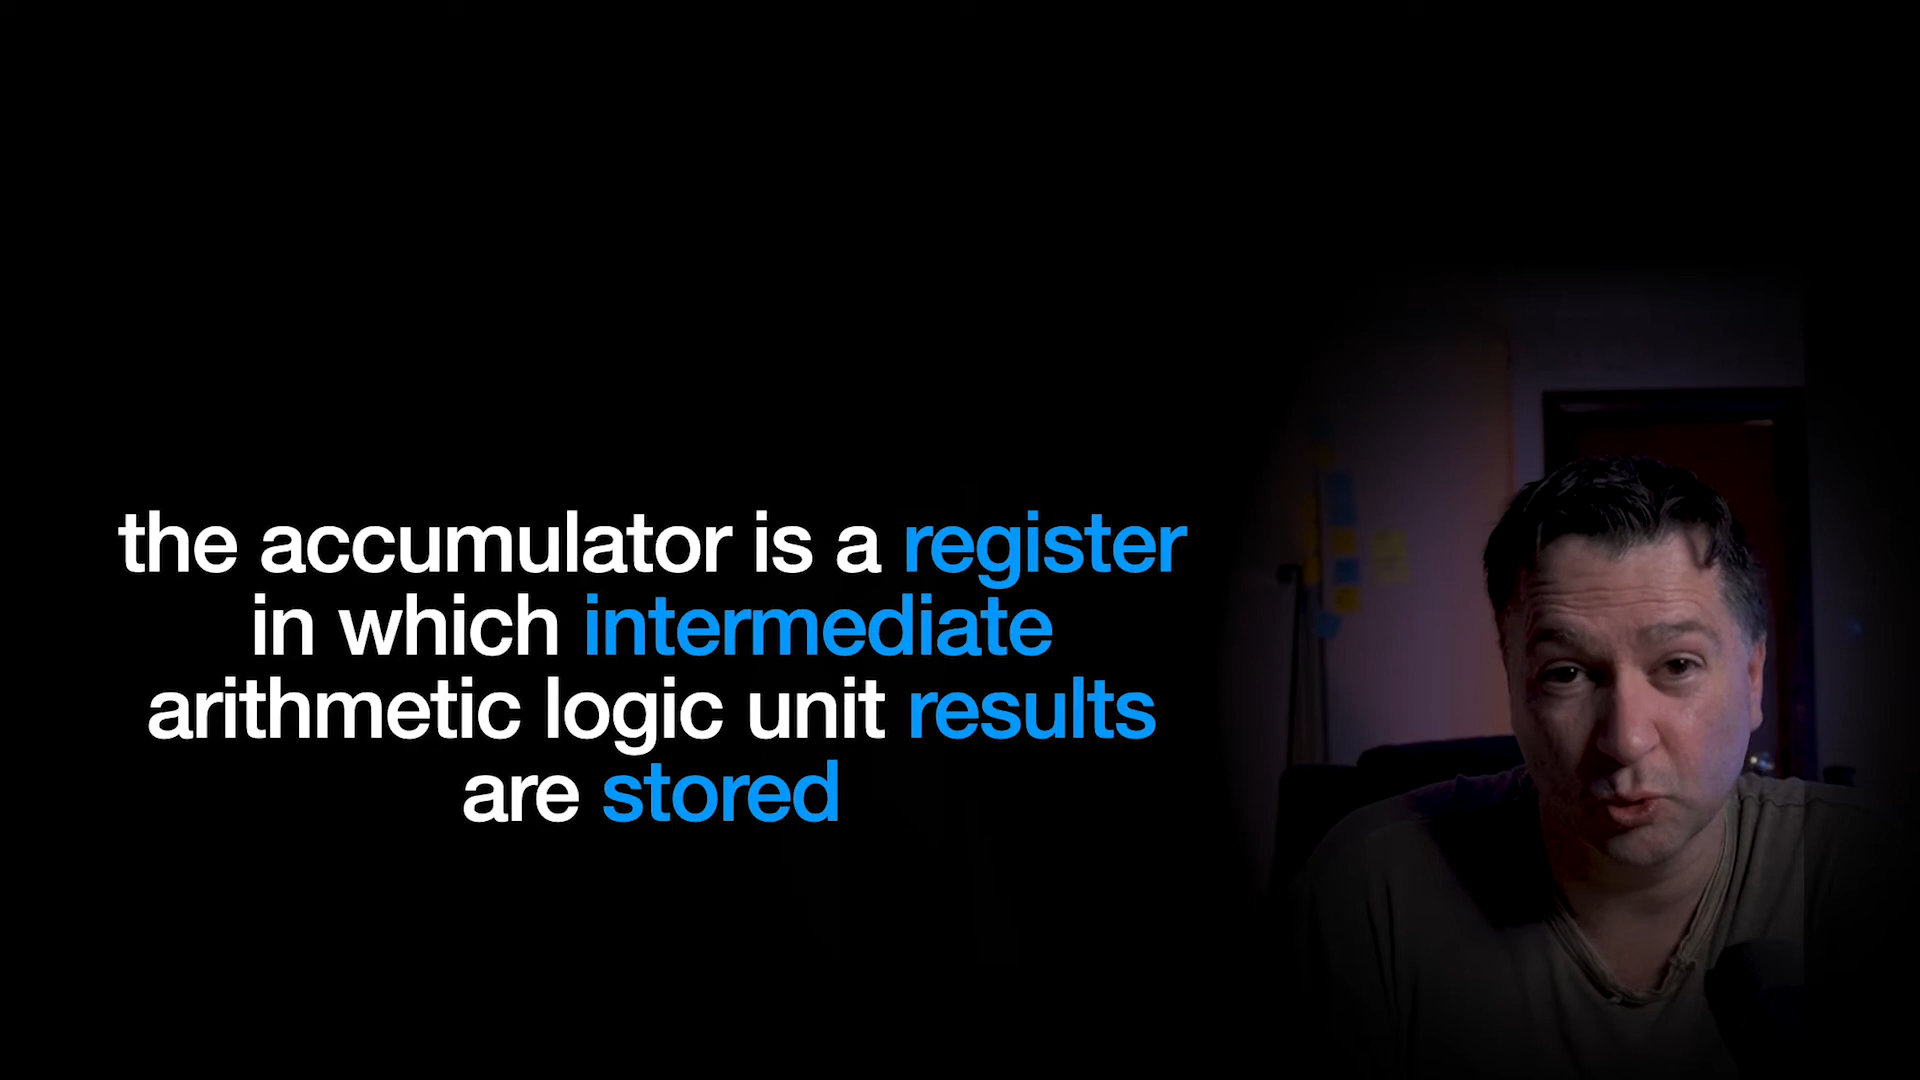 the accumulator is a register
in which intermediate
arithmetic logic unit results
are stored